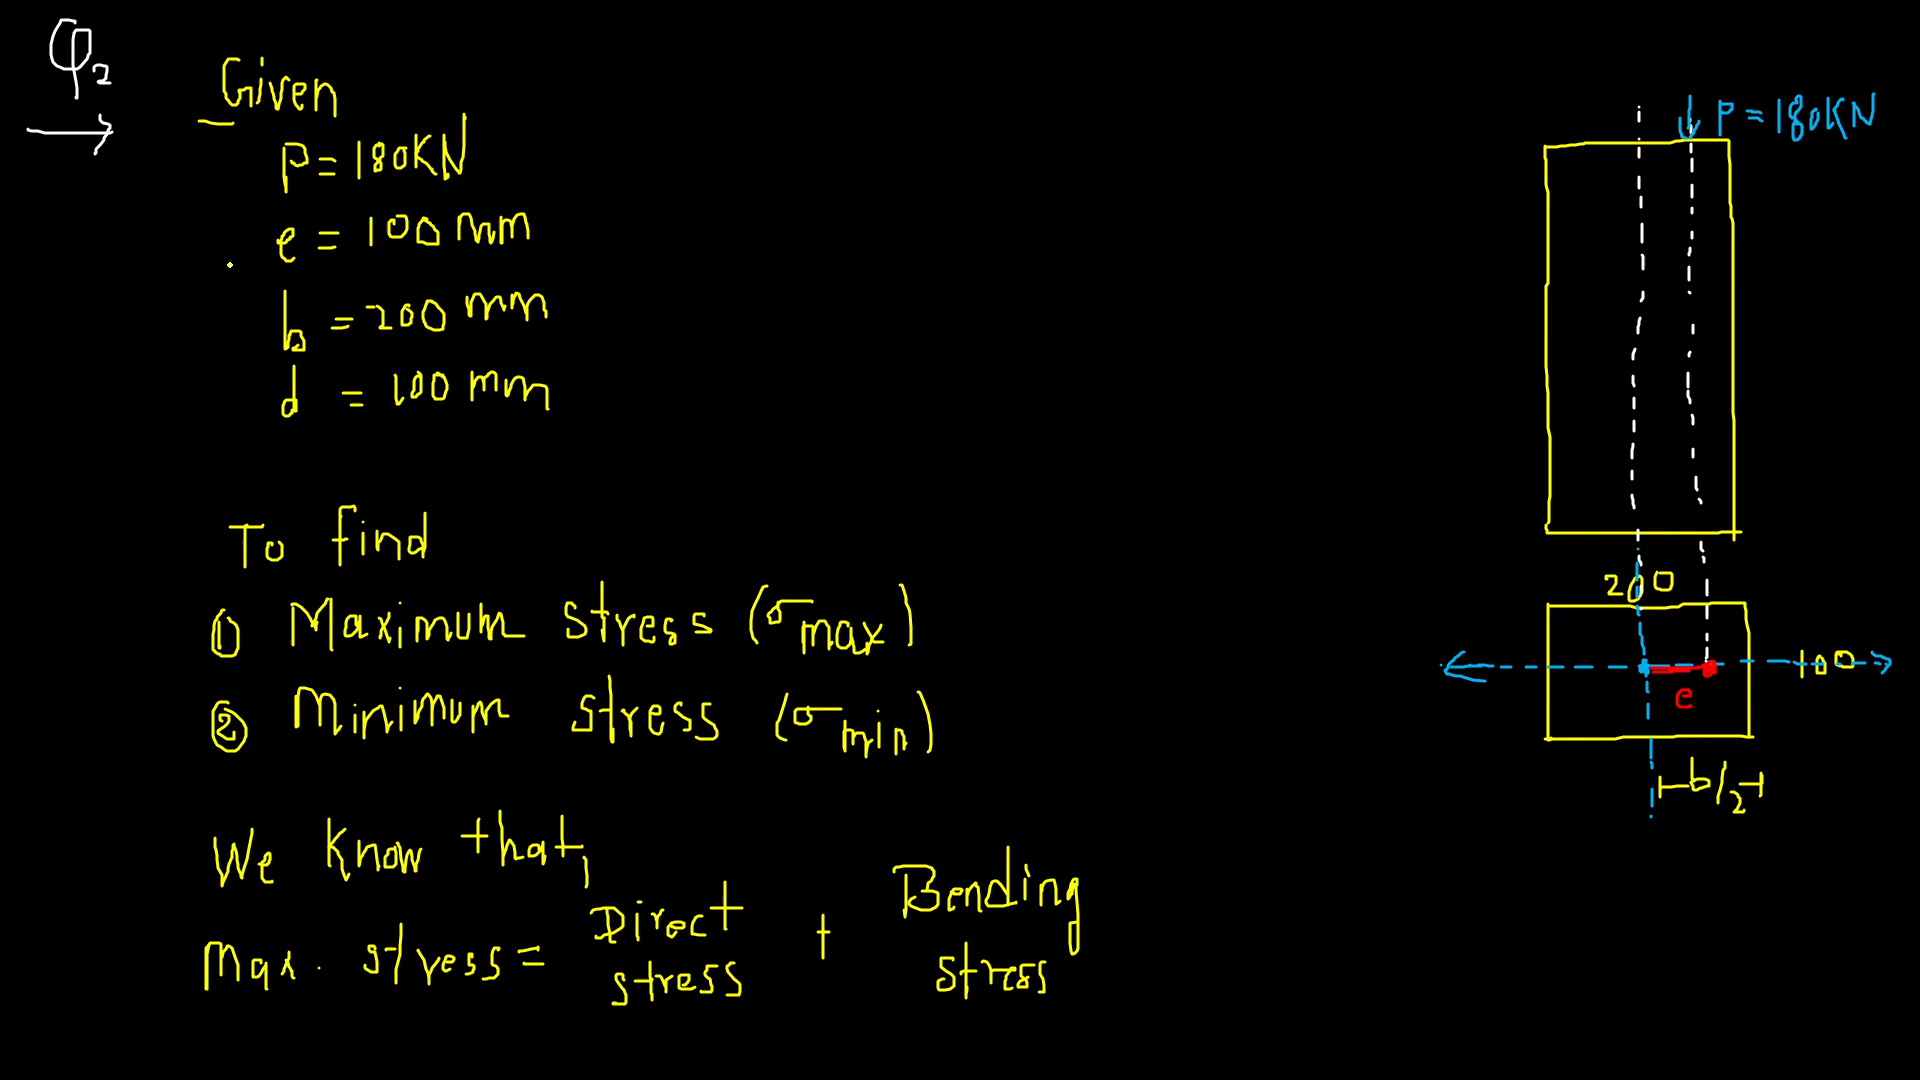 Q2
Given
P = 180KN
e = 100 mm
b = 200 mm
d = 100 mm
To find
① Maximum stress (σmax)
② Minimum stress (σmin)
We know that,
Max. stress = Direct stress + Bending stress
P = 180KN
200
100
e
b/2